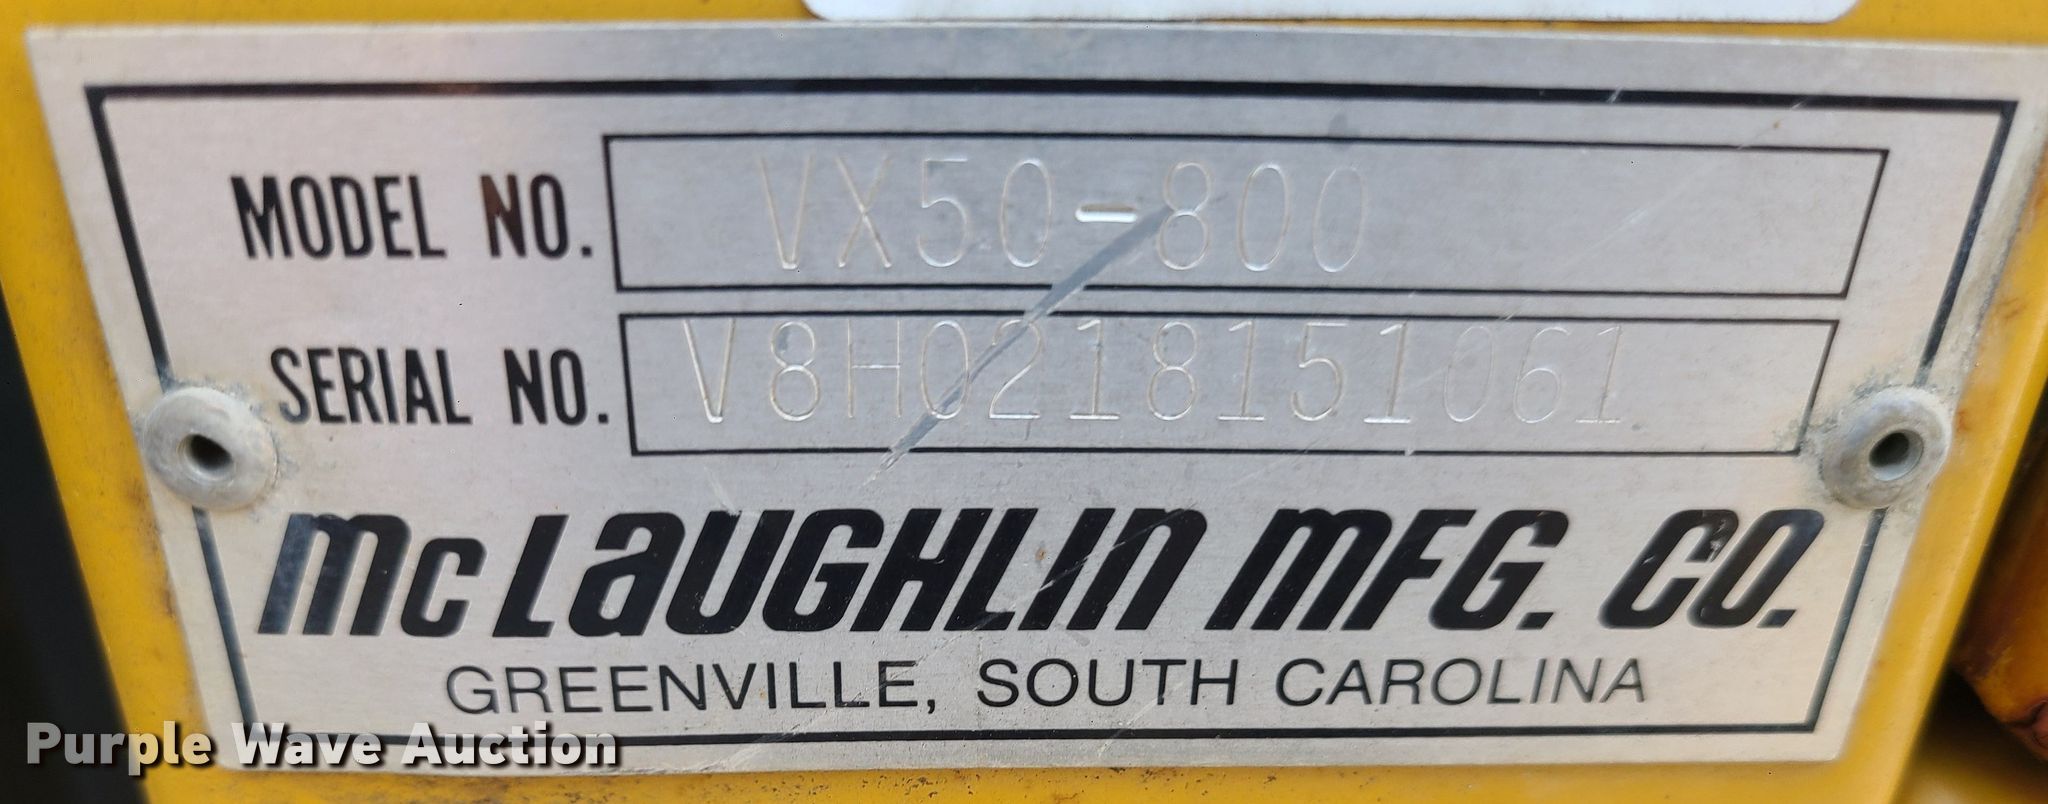 MODEL NO. VX50-800
SERIAL NO. V8H0218151061
McLAUGHLIN MFG. CO.
GREENVILLE, SOUTH CAROLINA
Purple Wave Auction